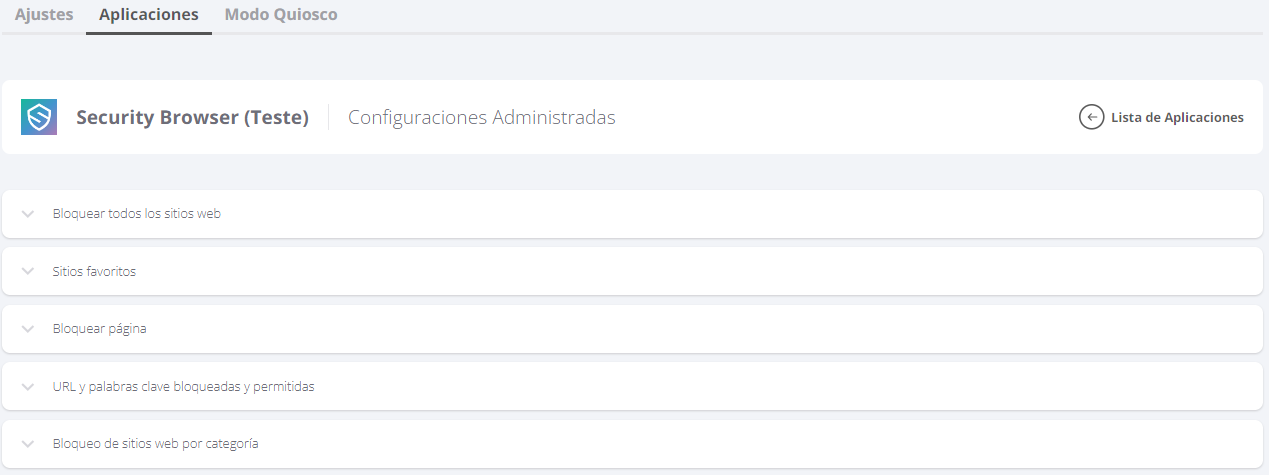 Ajustes Aplicaciones Modo Quiosco
Security Browser (Teste) Configuraciones Administradas Lista de Aplicaciones
Bloquear todos los sitios web
Sitios favoritos
Bloquear página
URL y palabras clave bloqueadas y permitidas
Bloqueo de sitios web por categoría